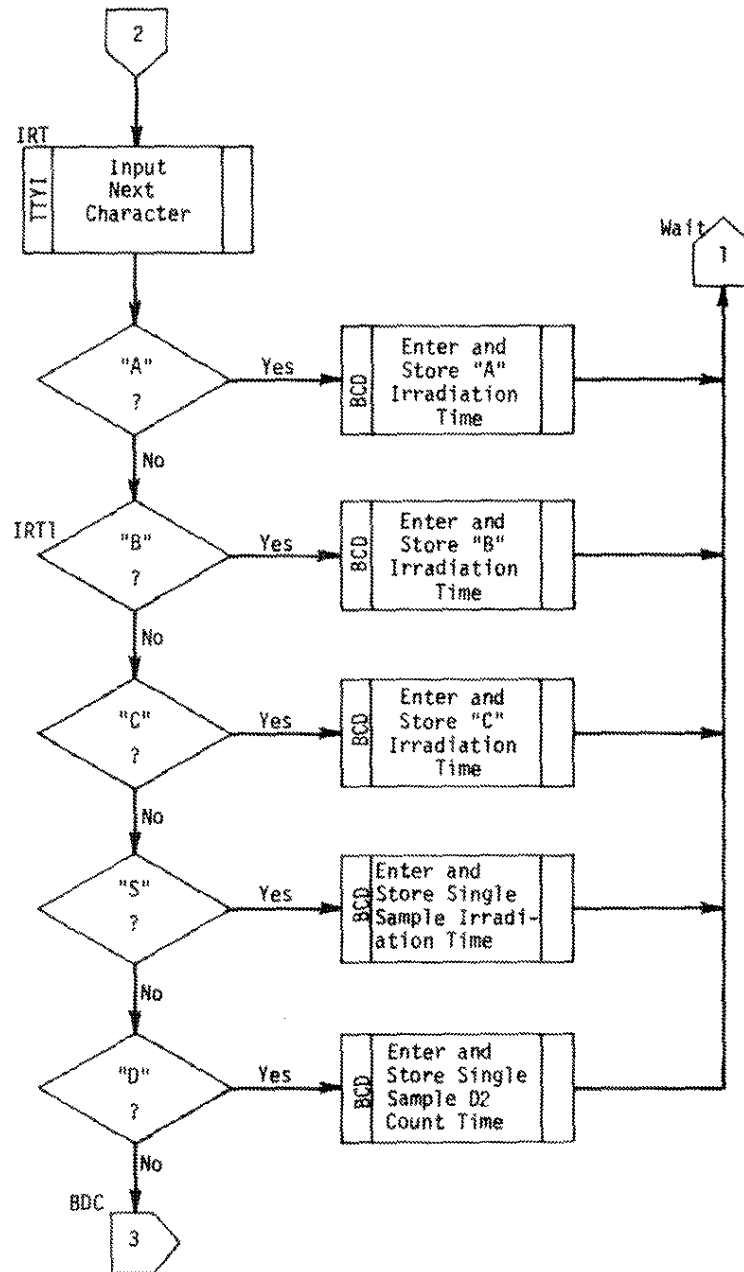 2
IRT
TTYI
Input
Next
Character
Wait
1
"A"
?
Yes
BCD
Enter and
Store "A"
Irradiation
Time
No
IRT1
"B"
?
Yes
BCD
Enter and
Store "B"
Irradiation
Time
No
"C"
?
Yes
BCD
Enter and
Store "C"
Irradiation
Time
No
"S"
?
Yes
BCD
Enter and
Store Single
Sample Irradi-
ation Time
No
"D"
?
Yes
BCD
Enter and
Store Single
Sample D2
Count Time
No
BDC
3